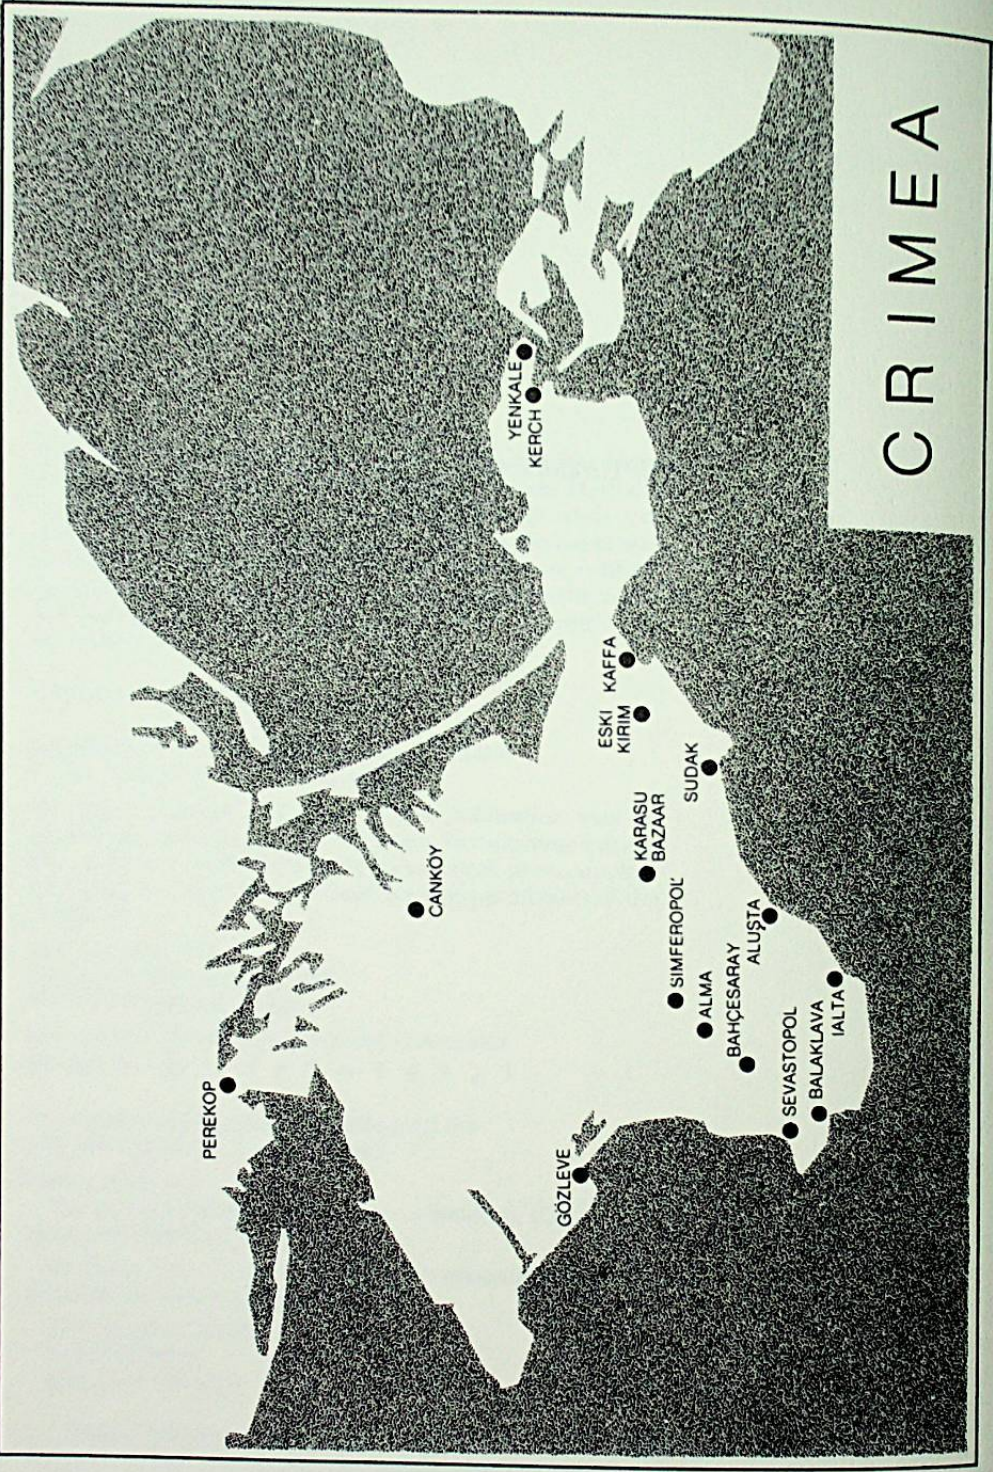 CRIMEA
PEREKOP
CANKÖY
GÖZLEVE
YENKALE
KERCH
ESKI
KIRIM
KAFFA
KARASU
BAZAAR
SUDAK
SIMFEROPOL'
ALMA
BAHÇESARAY
ALUŞTA
SEVASTOPOL
BALAKLAVA
IALTA